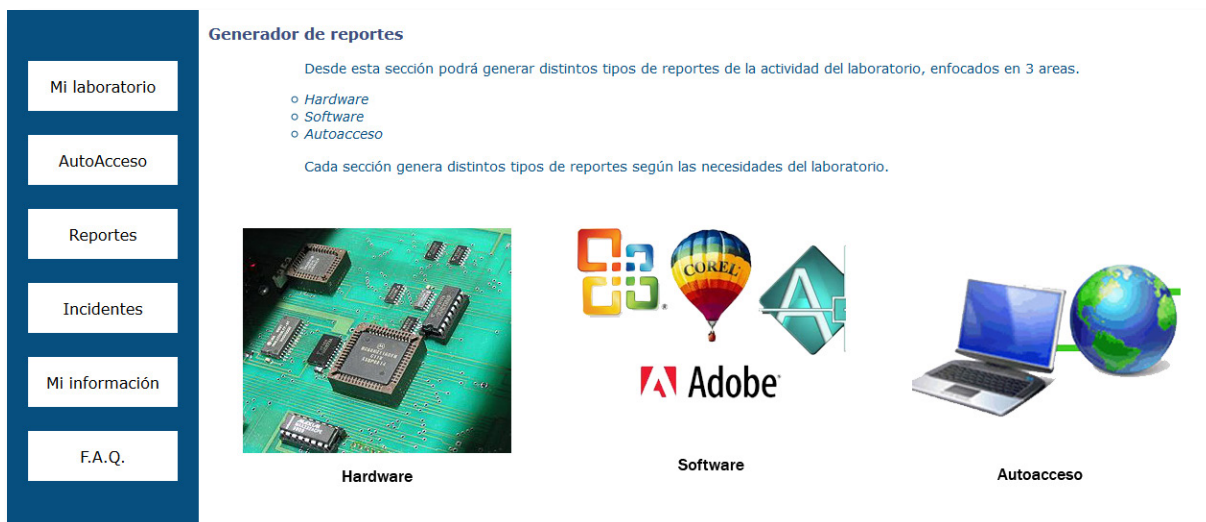 Generador de reportes
Desde esta sección podrá generar distintos tipos de reportes de la actividad del laboratorio, enfocados en 3 areas.
Hardware
Software
Autoacceso
Cada sección genera distintos tipos de reportes según las necesidades del laboratorio.
Mi laboratorio
AutoAcceso
Reportes
Incidentes
Mi información
F.A.Q.
COREL
A
Adobe
Hardware
Software
Autoacceso